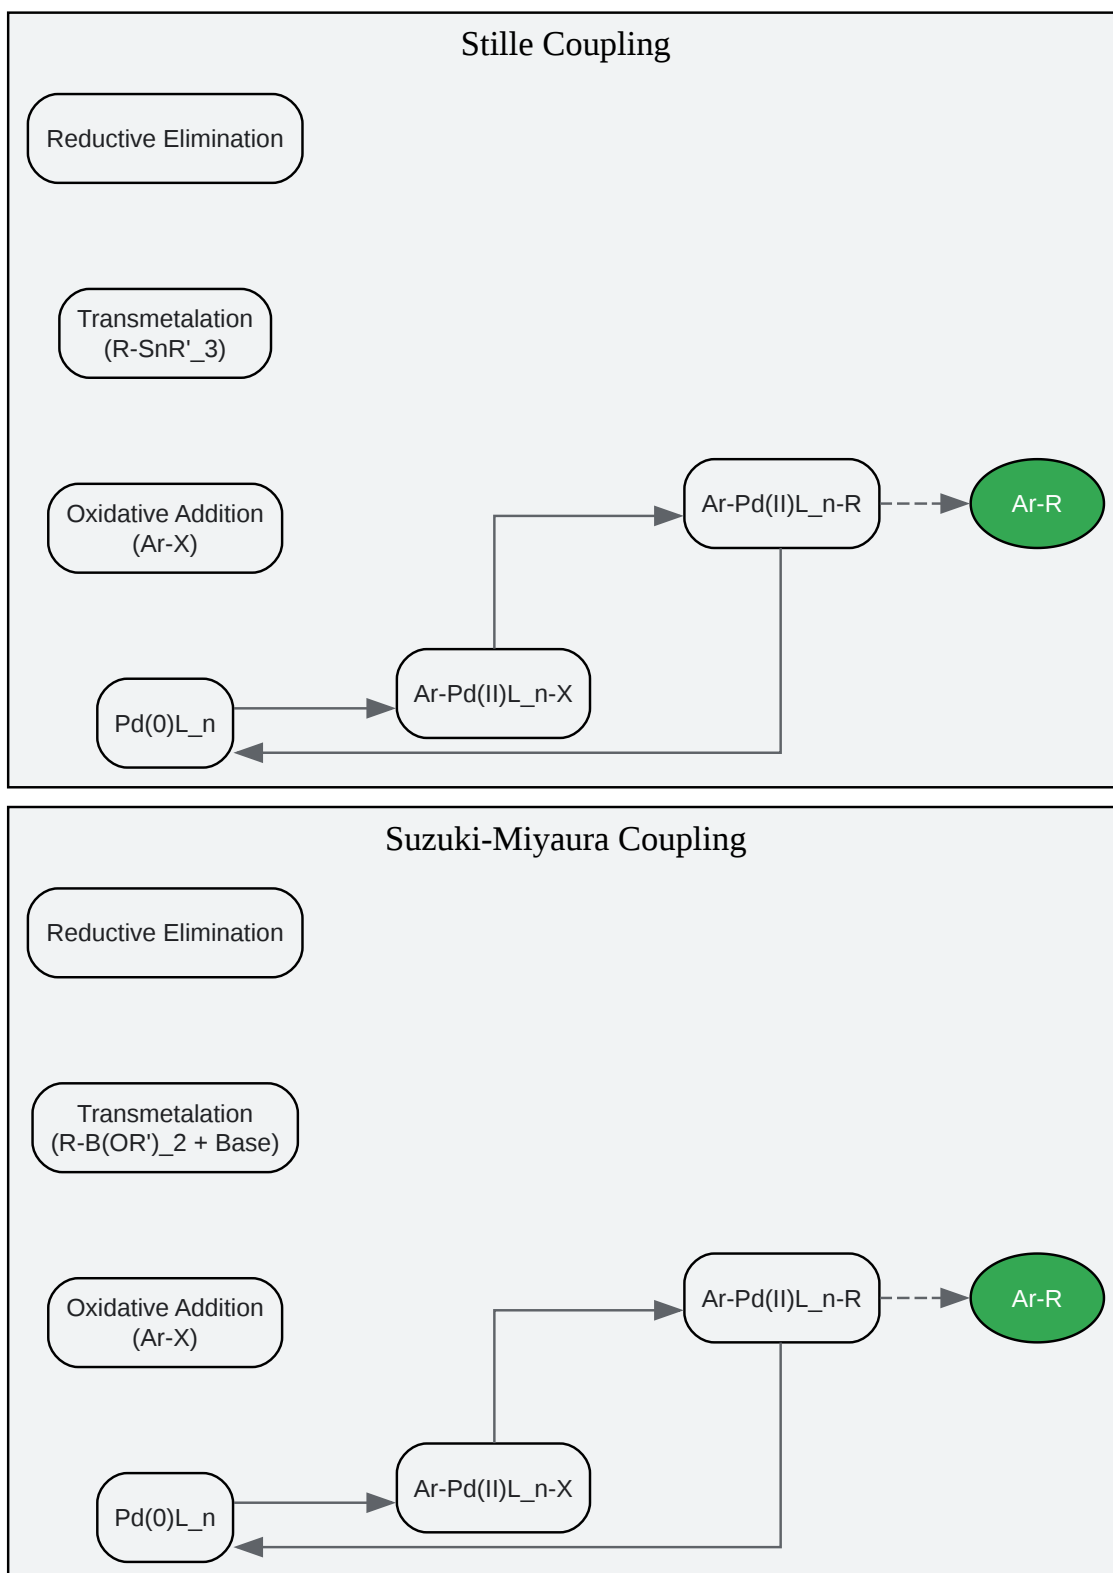 Stille Coupling
Reductive Elimination
Transmetalation
(R-SnR'_3)
Oxidative Addition
(Ar-X)
Ar-Pd(II)L_n-R
Ar-R
Ar-Pd(II)L_n-X
Pd(0)L_n
Suzuki-Miyaura Coupling
Reductive Elimination
Transmetalation
(R-B(OR')_2 + Base)
Oxidative Addition
(Ar-X)
Ar-Pd(II)L_n-R
Ar-R
Ar-Pd(II)L_n-X
Pd(0)L_n